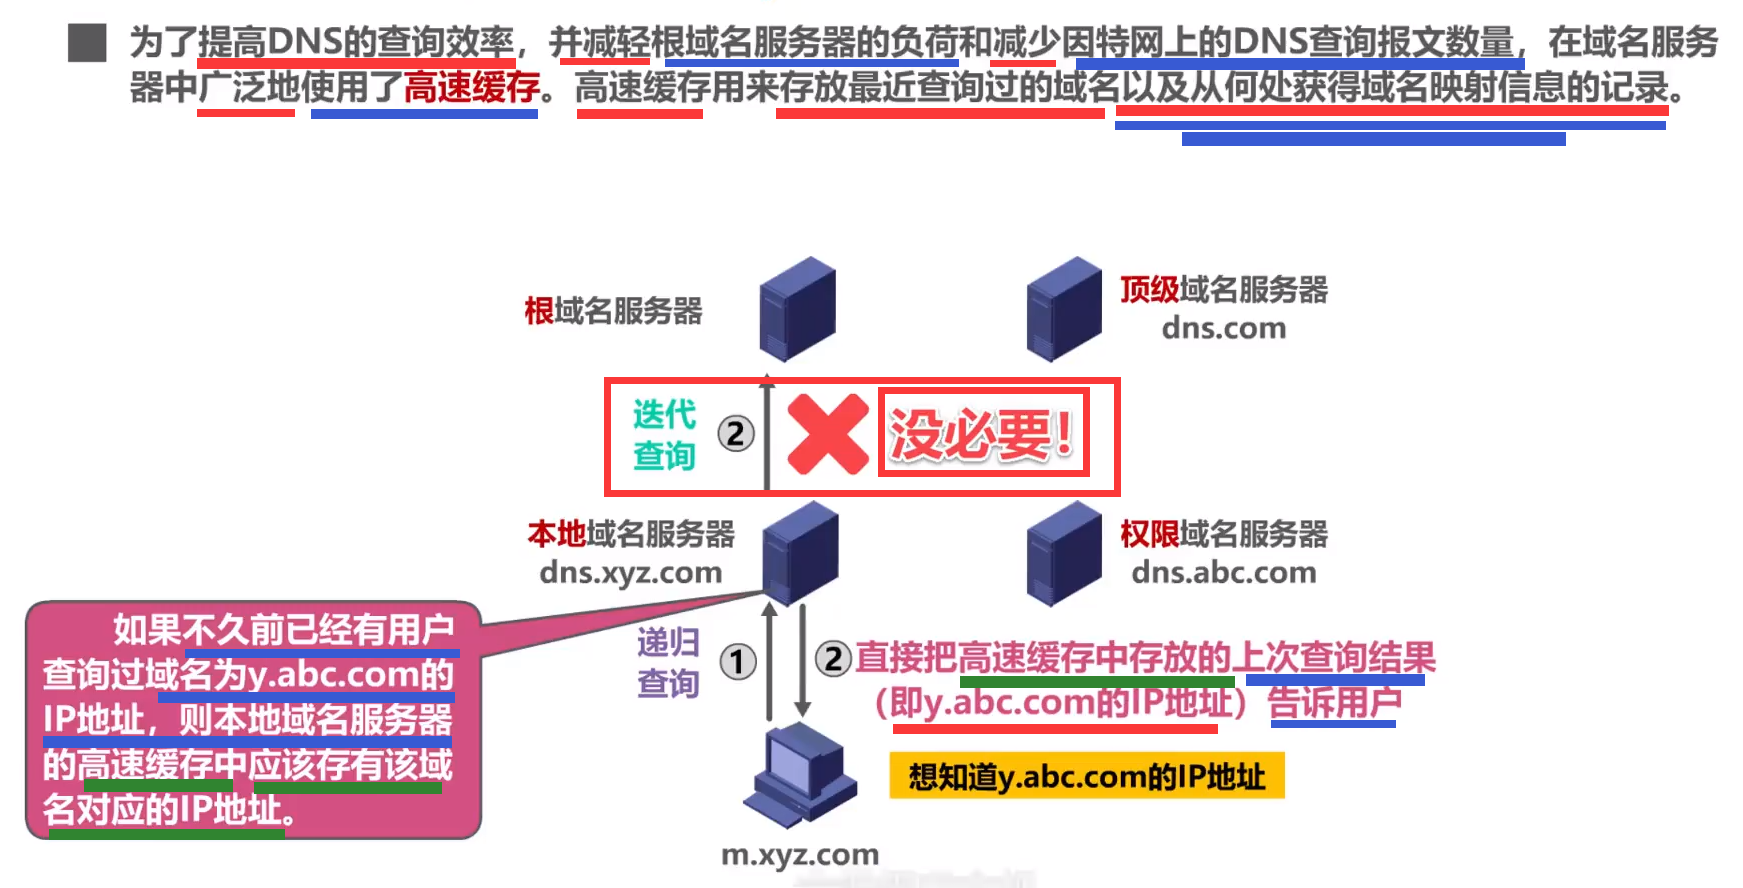 为了提高DNS的查询效率，并减轻根域名服务器的负荷和减少因特网上的DNS查询报文数量，在域名服务
器中广泛地使用了高速缓存。高速缓存用来存放最近查询过的域名以及从何处获得域名映射信息的记录。
根域名服务器
顶级域名服务器
dns.com
迭代
查询
②
没必要！
本地域名服务器
dns.xyz.com
权限域名服务器
dns.abc.com
如果不久前已经有用户
查询过域名为y.abc.com的
IP地址，则本地域名服务器
的高速缓存中应该存有该域
名对应的IP地址。
递归
查询
①
②直接把高速缓存中存放的上次查询结果
（即y.abc.com的IP地址）告诉用户
想知道y.abc.com的IP地址
m.xyz.com